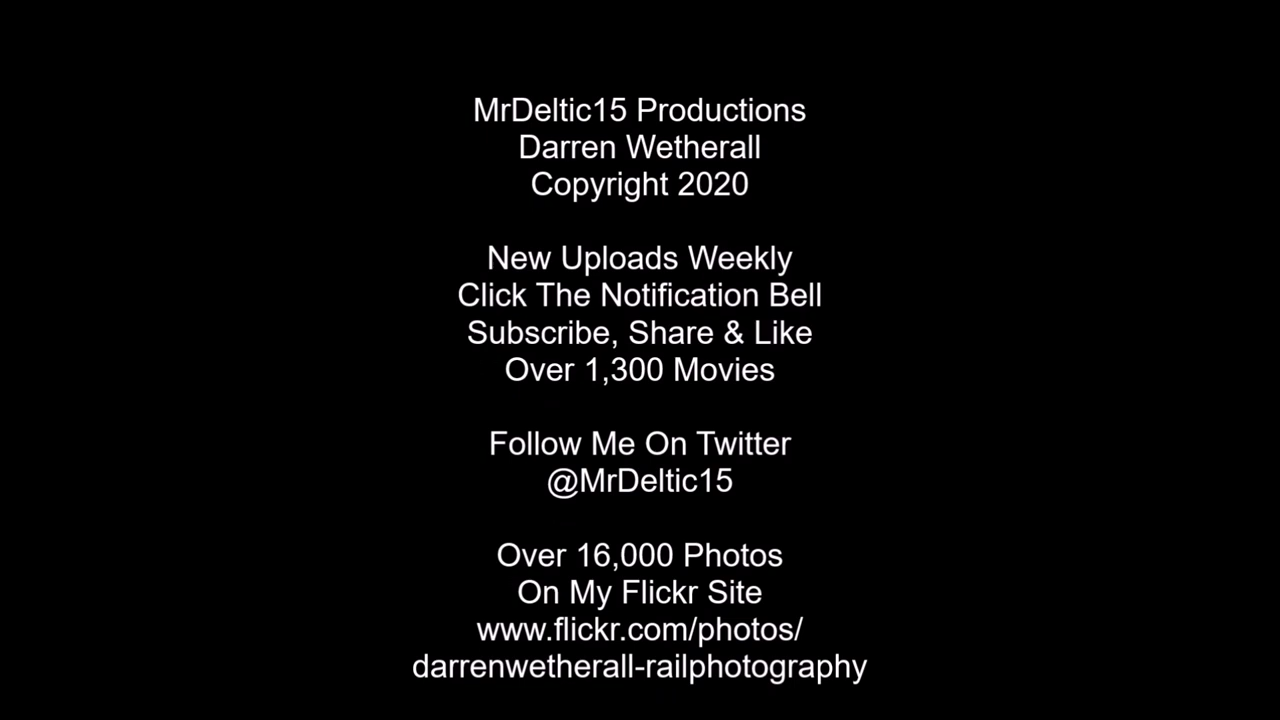 MrDeltic15 Productions
Darren Wetherall
Copyright 2020
New Uploads Weekly
Click The Notification Bell
Subscribe, Share & Like
Over 1,300 Movies
Follow Me On Twitter
@MrDeltic15
Over 16,000 Photos
On My Flickr Site
www.flickr.com/photos/
darrenwetherall-railphotography